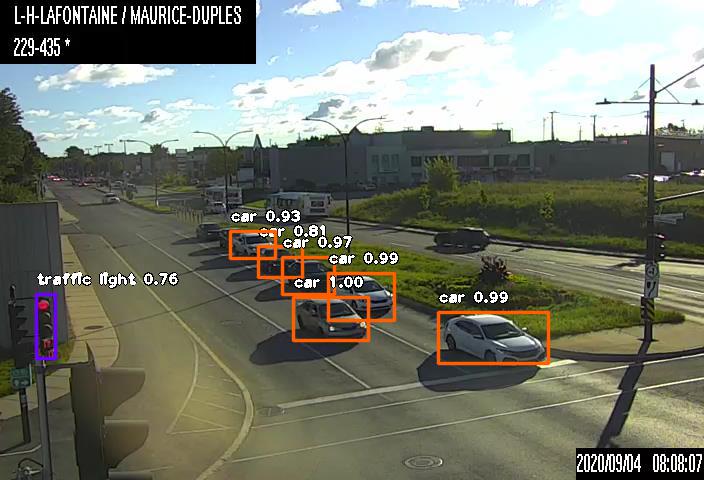 L-H-LAFONTAINE / MAURICE-DUPLES
229-435 *
car 0.93
car 0.81
car 0.97
car 0.99
traffic light 0.76
car 1.00
car 0.99
2020/09/04 08:08:07